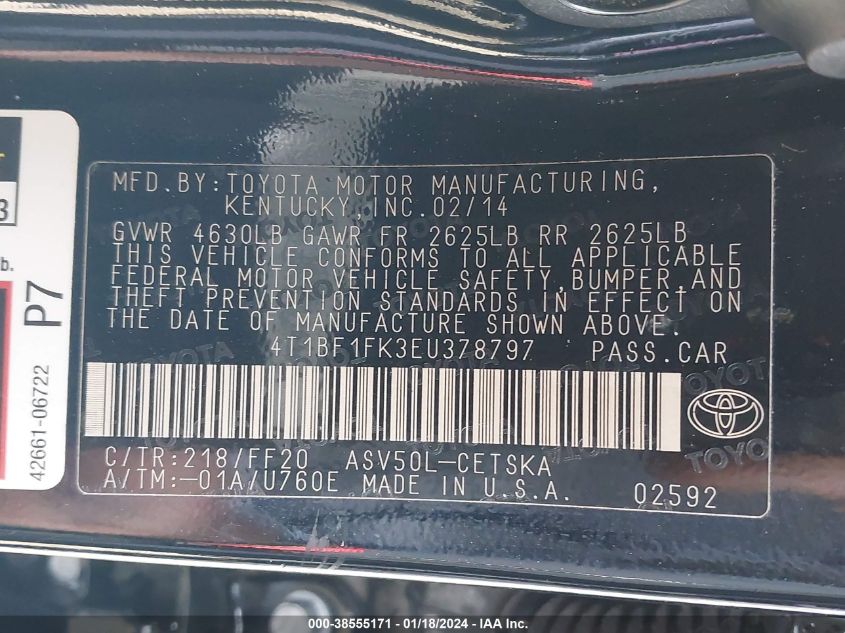 MFD.BY:TOYOTA MOTOR MANUFACTURING,
KENTUCKY,INC.02/14
GVWR 4630LB GAWR FR 2625LB RR 2625LB
THIS VEHICLE CONFORMS TO ALL APPLICABLE
FEDERAL MOTOR VEHICLE SAFETY,BUMPER,AND
THEFT PREVENTION STANDARDS IN EFFECT ON
THE DATE OF MANUFACTURE SHOWN ABOVE.
4T1BF1FK3EU378797 PASS.CAR
C/TR:218/FF20 ASV50L-CETSKA
A/TM:-01A/U760E MADE IN U.S.A. 02592
TOYOTA
3
b.
P7
42661-06722
000-38555171 - 01/18/2024 - IAA Inc.